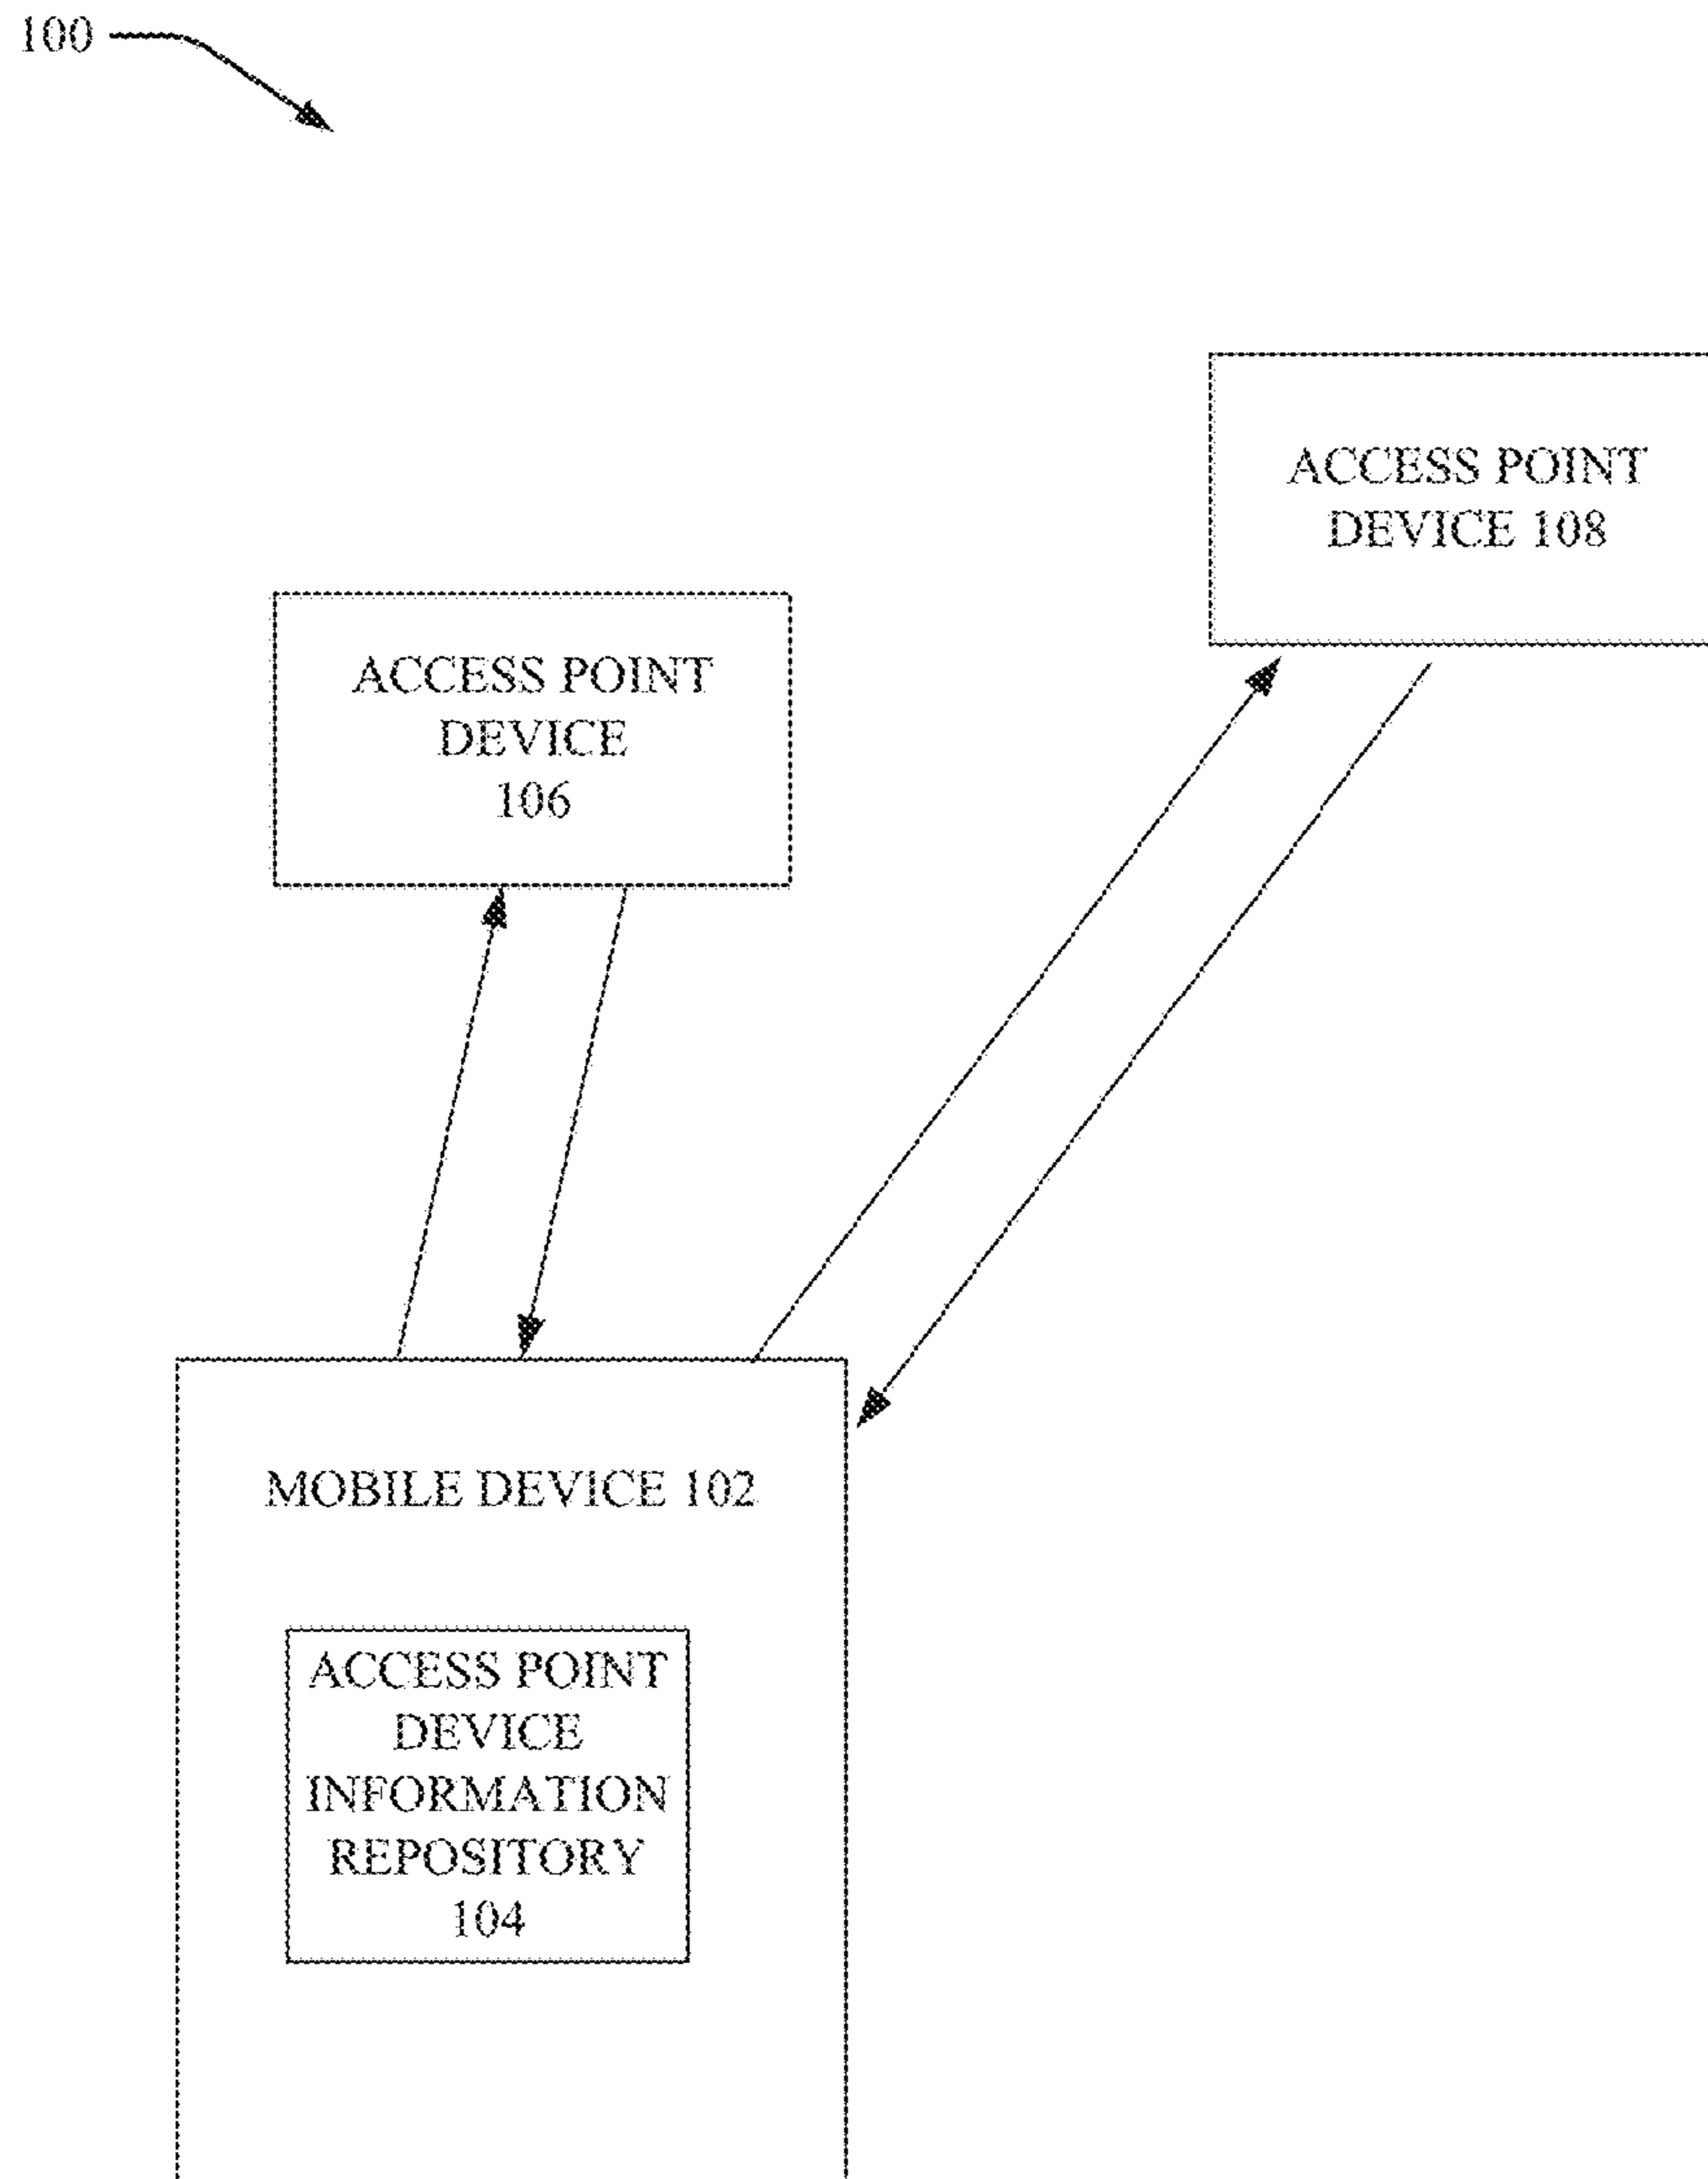 100
ACCESS POINT
DEVICE 108
ACCESS POINT
DEVICE
106
MOBILE DEVICE 102
ACCESS POINT
DEVICE
INFORMATION
REPOSITORY
104